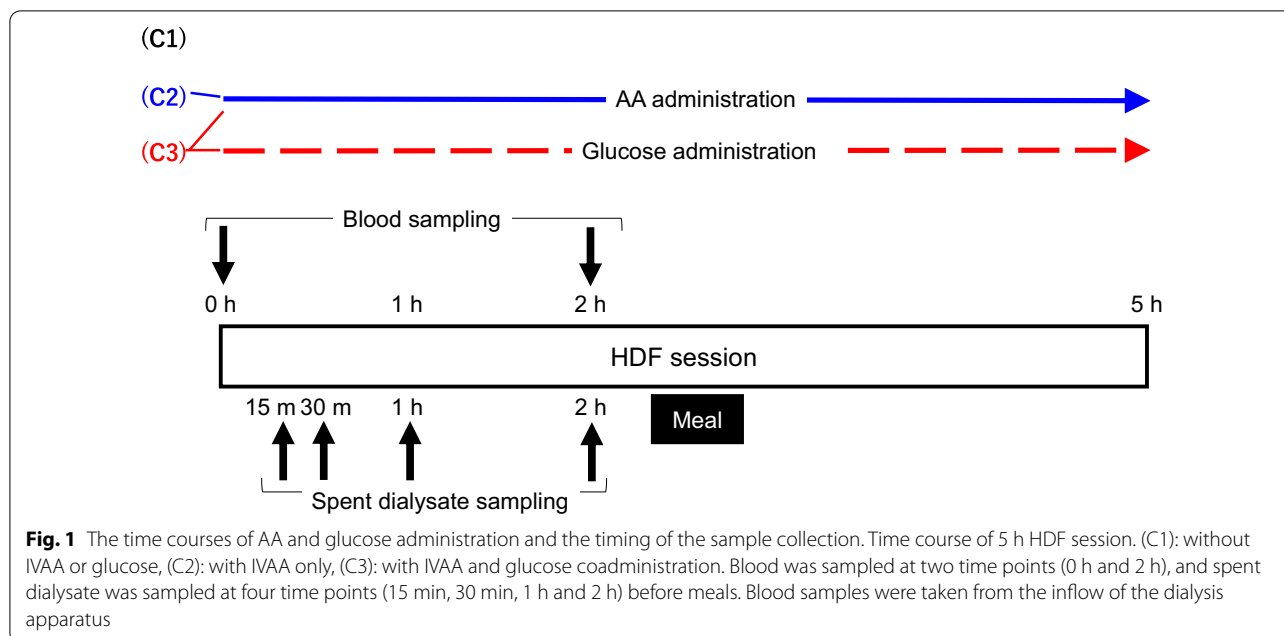 (C1)
(C2) AA administration
(C3) Glucose administration
Blood sampling
0 h 1 h 2 h 5 h
HDF session
15 m 30 m 1 h 2 h
Meal
Spent dialysate sampling
Fig. 1 The time courses of AA and glucose administration and the timing of the sample collection. Time course of 5 h HDF session. (C1): without
IVAA or glucose, (C2): with IVAA only, (C3): with IVAA and glucose coadministration. Blood was sampled at two time points (0 h and 2 h), and spent
dialysate was sampled at four time points (15 min, 30 min, 1 h and 2 h) before meals. Blood samples were taken from the inflow of the dialysis
apparatus